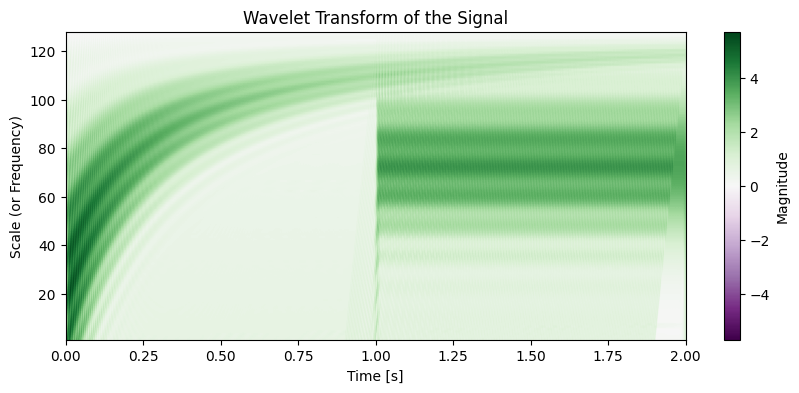 Wavelet Transform of the Signal
Scale (or Frequency)
120
100
80
60
40
20
0.00 0.25 0.50 0.75 1.00 1.25 1.50 1.75 2.00
Time [s]
4
2
0
−2
−4
Magnitude